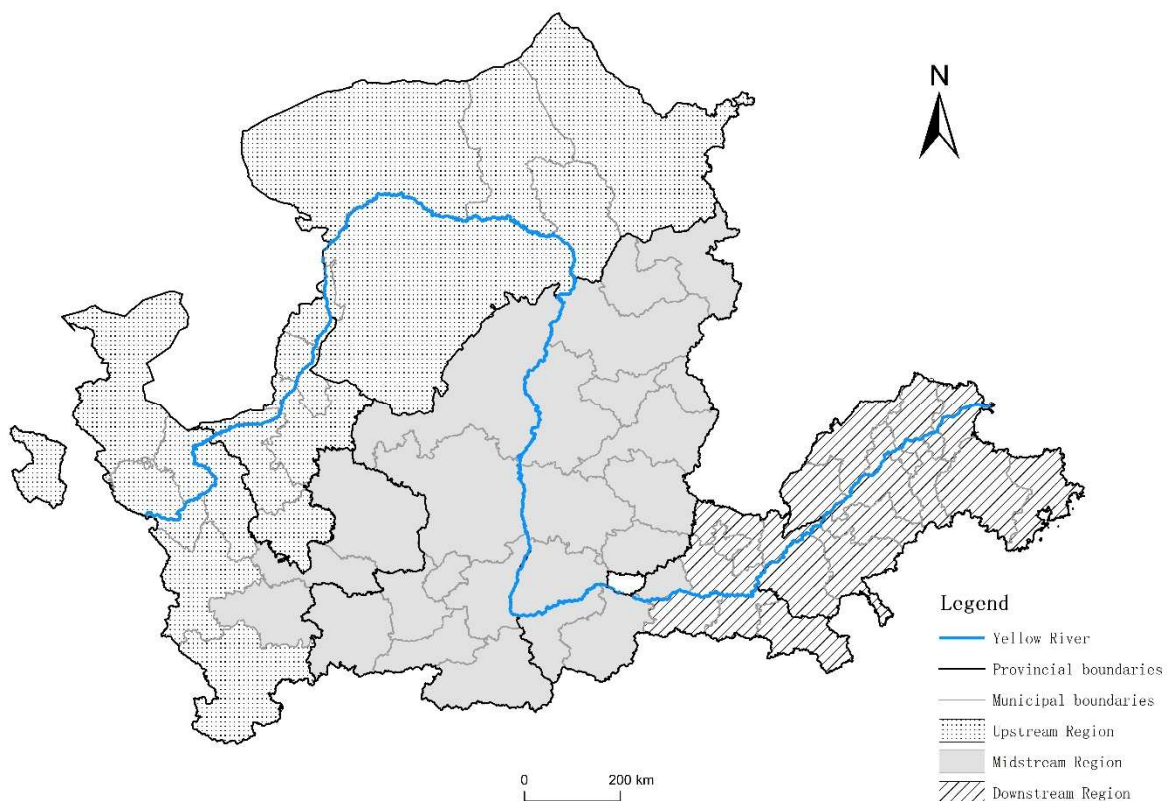 N
Legend
Yellow River
Provincial boundaries
Municipal boundaries
Upstream Region
Midstream Region
Downstream Region
0 200 km